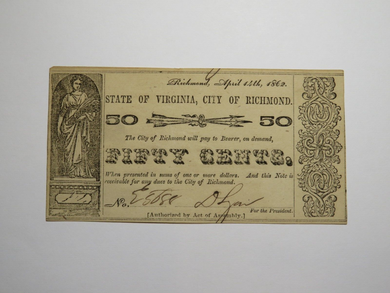 Richmond, April 14th, 1862.
STATE OF VIRGINIA, CITY OF RICHMOND.
50 50
The City of Richmond will pay to Bearer, on demand,
FIFTY CENTS,
When presented in sums of one or more dollars. And this Note is
receivable for any dues to the City of Richmond.
No.
For the President.
[Authorized by Act of Assembly.]